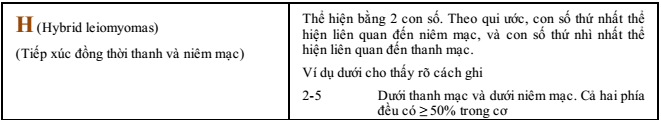 H (Hybrid leiomyomas)
(Tiếp xúc đồng thời thanh và niêm mạc)
Thể hiện bằng 2 con số. Theo qui ước, con số thứ nhất thể
hiện liên quan đến niêm mạc, và con số thứ nhì nhất thể
hiện liên quan đến thanh mạc.
Ví dụ dưới cho thấy rõ cách ghi
2-5 Dưới thanh mạc và dưới niêm mạc. Cả hai phía
đều có ≥ 50% trong cơ